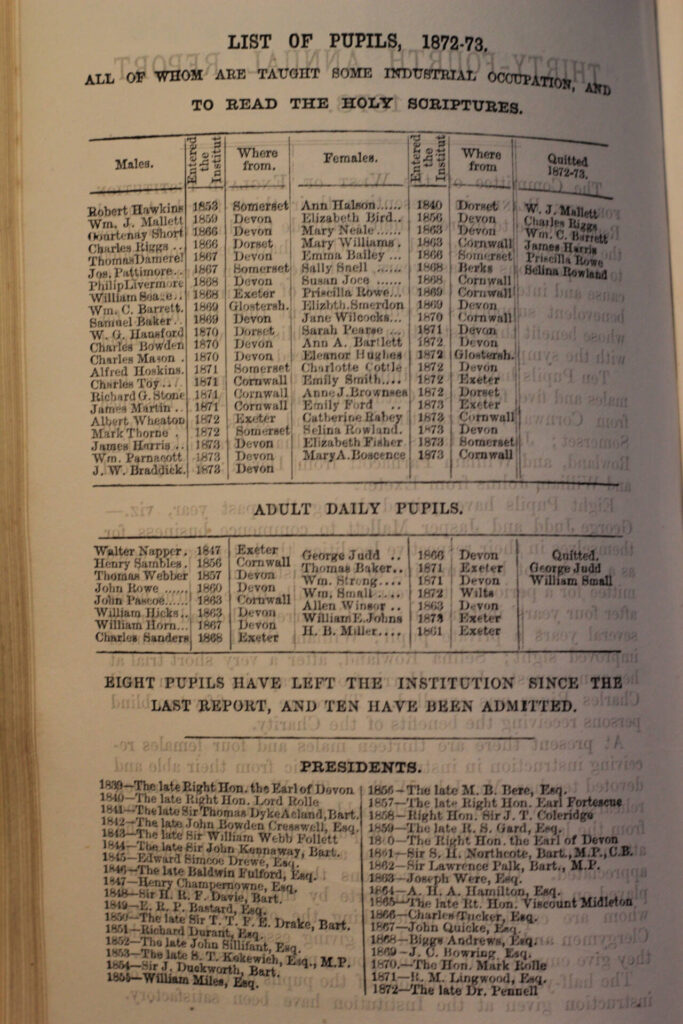 LIST OF PUPILS, 1872-73.
ALL OF WHOM ARE TAUGHT SOME INDUSTRIAL OCCUPATION, AND
TO READ THE HOLY SCRIPTURES.
Males. Entered the Institut Where from. Females. Entered the Institut Where from Quitted 1872-73.
Robert Hawkins 1853 Somerset Ann Halson..... 1840 Dorset W. J. Mallett
Wm. J. Mallett 1859 Devon Elizabeth Bird.. 1856 Devon Charles Riggs
Courtenay Short 1866 Devon Mary Neale...... 1863 Devon Wm. C. Barrett
Charles Riggs .. 1866 Dorset Mary Williams. 1863 Cornwall James Harris
Thomas Damerel 1867 Devon Emma Bailey ... 1866 Somerset Priscilla Rowe
Jos. Pattimore.. 1867 Somerset Sally Snell ...... 1868 Berks Selina Rowland
Philip Livermore 1868 Devon Susan Joce ...... 1868 Cornwall
William Seage.. 1868 Exeter Priscilla Rowe... 1869 Cornwall
Wm. C. Barrett. 1869 Glostersh. Elizbth. Smerdon 1869 Devon
Samuel Baker.. 1869 Devon Jane Wilcocks... 1870 Cornwall
W. G. Hansford 1870 Dorset Sarah Pearse ... 1871 Devon
Charles Bowden 1870 Devon Ann A. Bartlett 1872 Devon
Charles Mason . 1870 Devon Eleanor Hughes 1872 Glostersh.
Alfred Hoskins. 1871 Somerset Charlotte Cottle 1872 Devon
Charles Toy ... 1871 Cornwall Emily Smith.... 1872 Exeter
Richard G. Stone 1871 Cornwall Anne J. Brownsea 1872 Dorset
James Martin .. 1871 Cornwall Emily Ford .. 1873 Exeter
Albert Wheaton 1872 Exeter Catherine Rabey 1873 Cornwall
Mark Thorne . 1872 Somerset Selina Rowland. 1873 Devon
James Harris .. 1873 Devon Elizabeth Fisher 1873 Somerset
Wm. Parnacott 1873 Devon Mary A. Boscence 1873 Cornwall
J. W. Braddick. 1873 Devon
ADULT DAILY PUPILS.
Walter Napper. 1847 Exeter George Judd .. 1866 Devon Quitted.
Henry Sambles. 1856 Cornwall Thomas Baker.. 1871 Exeter George Judd
Thomas Webber 1857 Devon Wm. Strong.... 1871 Devon William Small
John Rowe ...... 1860 Devon Wm. Small .... 1872 Wilts
John Pascoe...... 1863 Cornwall Allen Winsor .. 1863 Devon
William Hicks.. 1863 Devon William E. Johns 1873 Exeter
William Horn... 1867 Devon H. B. Miller.... 1861 Exeter
Charles Sanders 1868 Exeter
EIGHT PUPILS HAVE LEFT THE INSTITUTION SINCE THE
LAST REPORT, AND TEN HAVE BEEN ADMITTED.
PRESIDENTS.
1839—The late Right Hon. the Earl of Devon
1840—The late Right Hon. Lord Rolle
1841—The late Sir Thomas Dyke Acland, Bart.
1842—The late John Bowden Cresswell, Esq.
1843—The late Sir William Webb Follett
1844—The late Sir John Kennaway, Bart.
1845—Edward Simcoe Drewe, Esq.
1846—The late Baldwin Fulford, Esq.
1847—Henry Champernowne, Esq.
1848—Sir H. R. F. Davie, Bart.
1849—E. R. P. Bastard, Esq.
1850—The late Sir T. T. F. E. Drake, Bart.
1851—Richard Durant, Esq.
1852—The late John Sillifant, Esq.
1853—The late S. T. Kekewich, Esq., M.P.
1854—Sir J. Duckworth, Bart.
1855—William Miles, Esq.
1856—The late M. B. Bere, Esq.
1857—The late Right Hon. Earl Fortescue
1858—Right Hon. Sir J. T. Coleridge
1859—The late R. S. Gard, Esq.
18 0—The Right Hon. the Earl of Devon
1861—Sir S. H. Northcote, Bart., M.P., C.B.
1862—Sir Lawrence Palk, Bart., M.P.
1863—Joseph Were, Esq.
1864—A. H. A. Hamilton, Esq.
1865—The late Rt. Hon. Viscount Midleton
1866—Charles Tucker, Esq.
1867—John Quicke, Esq.
1868—Biggs Andrews, Esq.
1869—J. C. Bowring, Esq.
1870.—The Hon. Mark Rolle
1871—R. M. Lingwood, Esq.
1872—The late Dr. Pennell